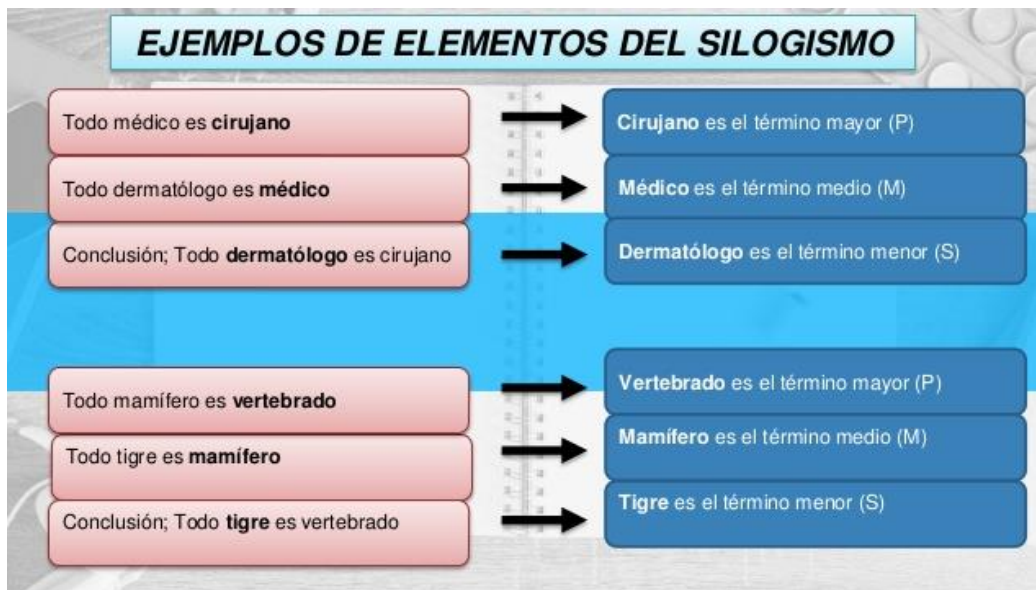 EJEMPLOS DE ELEMENTOS DEL SILOGISMO
Todo médico es cirujano
Cirujano es el término mayor (P)
Todo dermatólogo es médico
Médico es el término medio (M)
Conclusión; Todo dermatólogo es cirujano
Dermatólogo es el término menor (S)
Todo mamífero es vertebrado
Vertebrado es el término mayor (P)
Todo tigre es mamífero
Mamífero es el término medio (M)
Conclusión; Todo tigre es vertebrado
Tigre es el término menor (S)